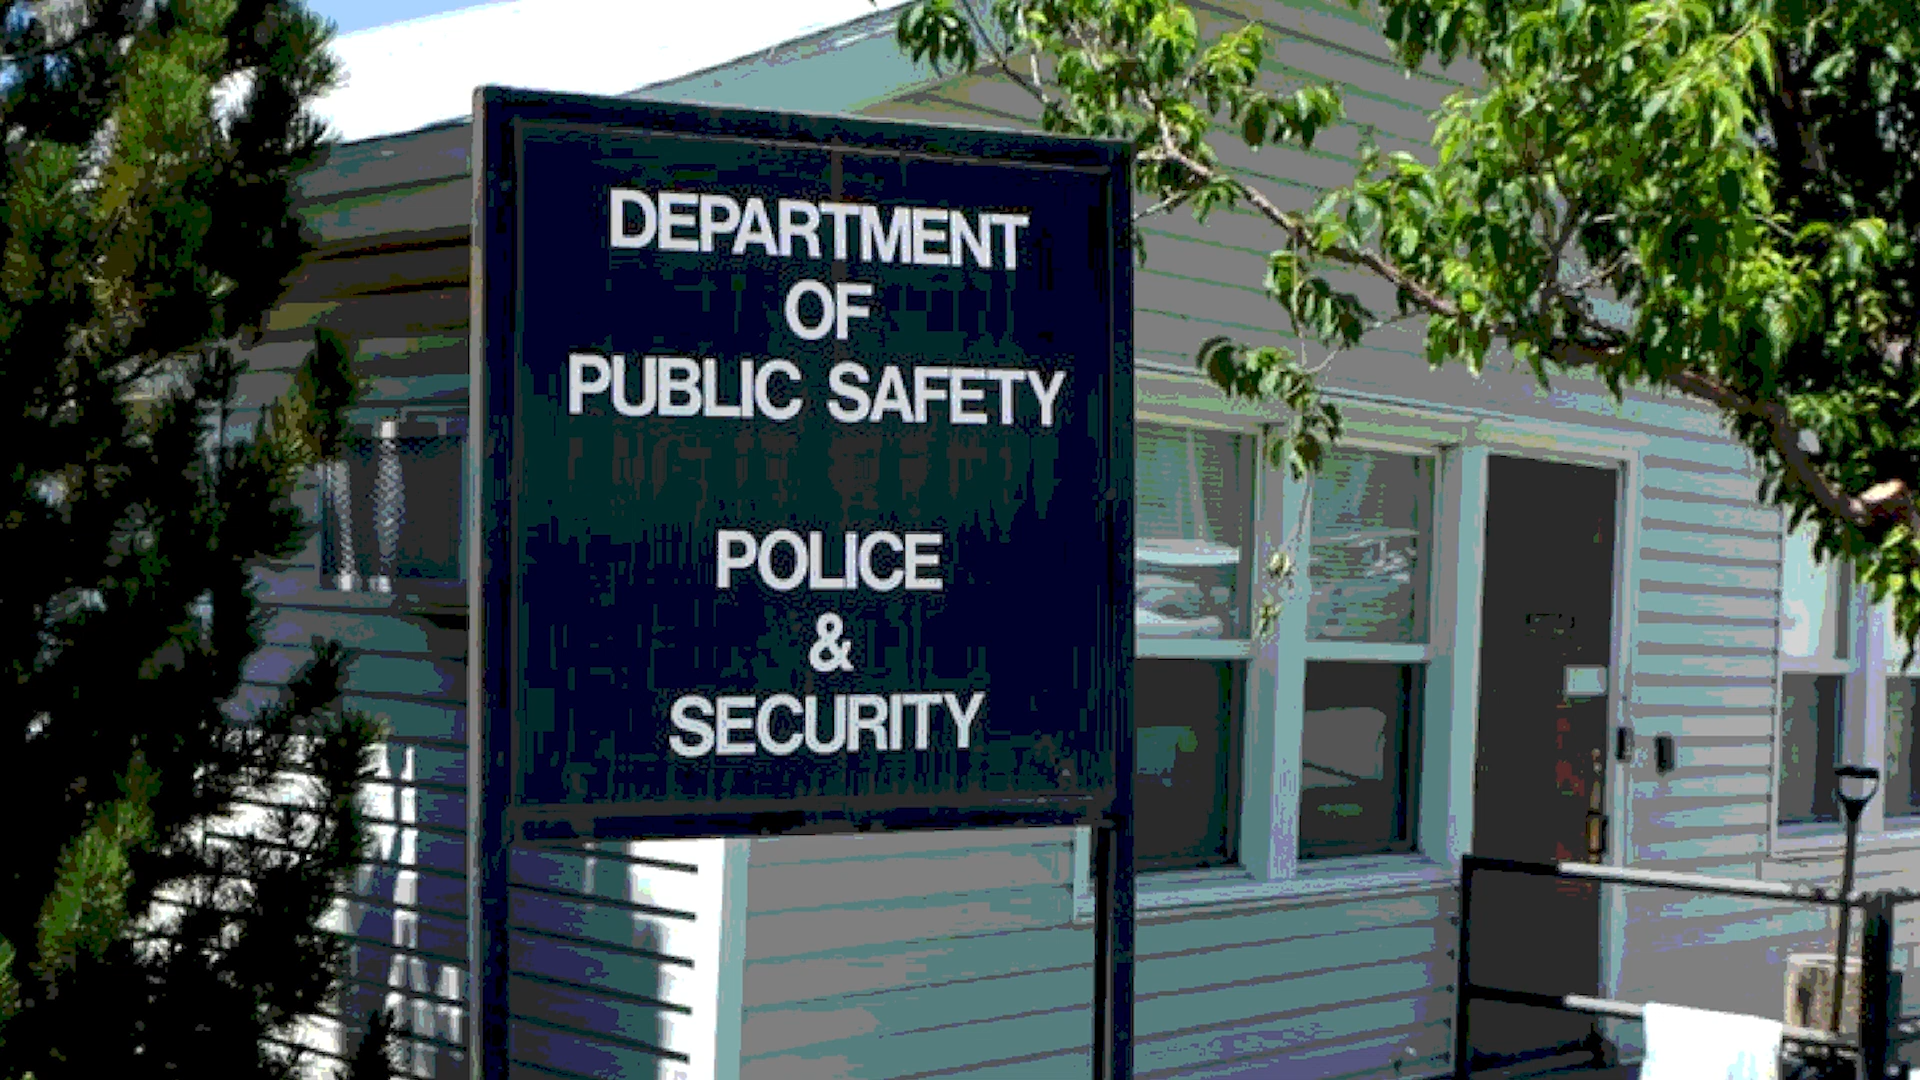 DEPARTMENT
OF
PUBLIC SAFETY
POLICE
&
SECURITY